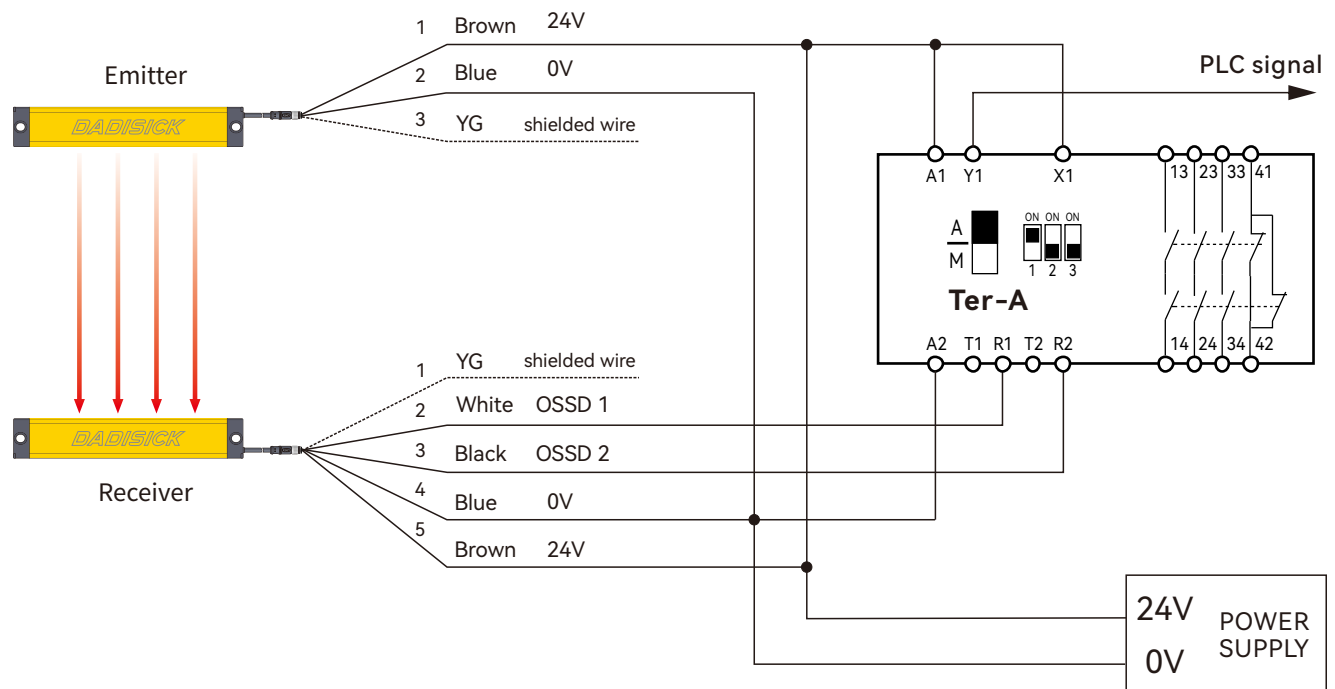 1 Brown 24V
Emitter
2 Blue 0V
PLC signal
3 YG shielded wire
DADISICK
A1 Y1 X1 13 23 33 41
ON ON ON
A
M
1 2 3
Ter-A
A2 T1 R1 T2 R2 14 24 34 42
1 YG shielded wire
2 White OSSD 1
DADISICK
3 Black OSSD 2
Receiver
4 Blue 0V
5 Brown 24V
24V
POWER
SUPPLY
0V